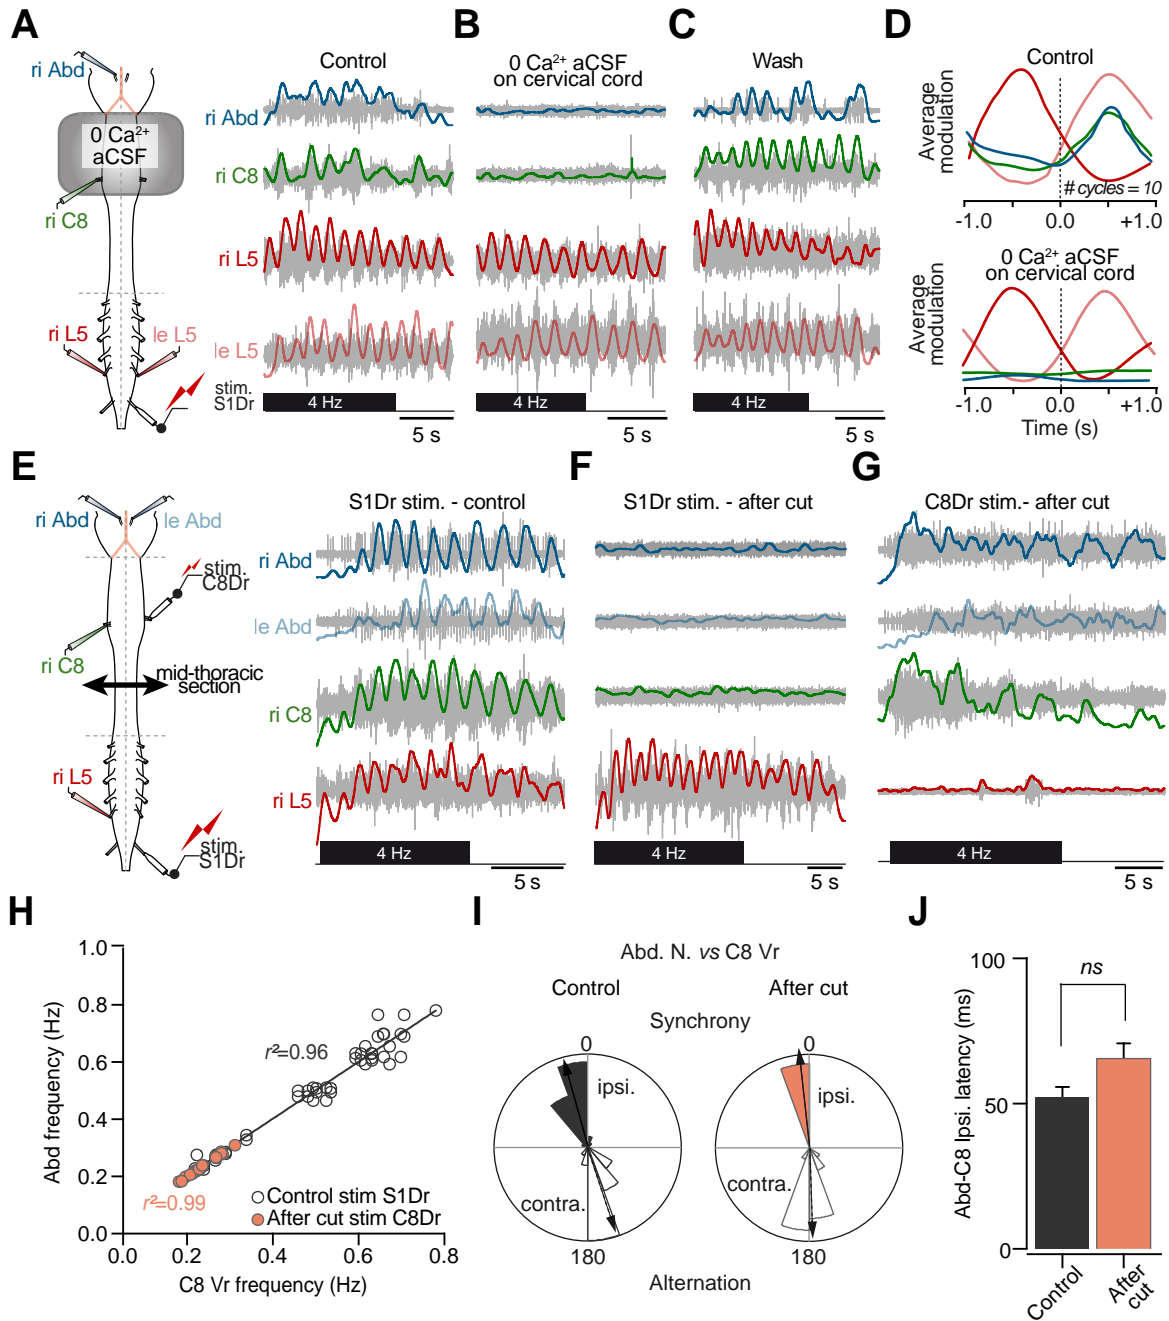 A
B
C
D
ri Abd
0 Ca²⁺
aCSF
ri C8
ri L5
le L5
stim.
S1Dr
Control
ri Abd
ri C8
ri L5
le L5
4 Hz
5 s
0 Ca²⁺ aCSF
on cervical cord
4 Hz
5 s
Wash
4 Hz
5 s
Control
Average
modulation
# cycles = 10
-1.0
0.0
+1.0
0 Ca²⁺ aCSF
on cervical cord
Average
modulation
-1.0
0.0
+1.0
Time (s)
E
F
G
ri Abd
le Abd
stim.
C8Dr
ri C8
mid-thoracic
section
ri L5
stim.
S1Dr
S1Dr stim. - control
ri Abd
le Abd
ri C8
ri L5
4 Hz
5 s
S1Dr stim. - after cut
4 Hz
5 s
C8Dr stim.- after cut
4 Hz
5 s
H
Abd frequency (Hz)
1.0
0.8
0.6
0.4
0.2
0.0
r²=0.96
r²=0.99
Control stim S1Dr
After cut stim C8Dr
0.0
0.2
0.4
0.6
0.8
C8 Vr frequency (Hz)
I
Abd. N. vs C8 Vr
Control
After cut
Synchrony
0
0
ipsi.
ipsi.
contra.
contra.
180
180
Alternation
J
Abd-C8 Ipsi. latency (ms)
100
50
0
ns
Control
After
cut